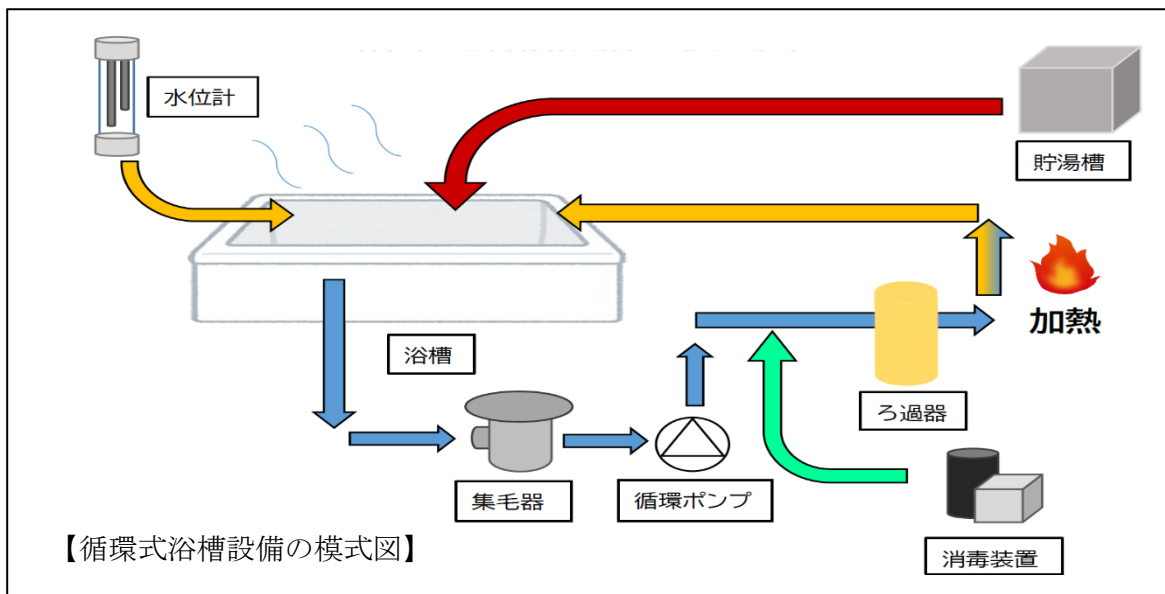 水位計
貯湯槽
加熱
浴槽
ろ過器
集毛器
循環ポンプ
消毒装置
【循環式浴槽設備の模式図】